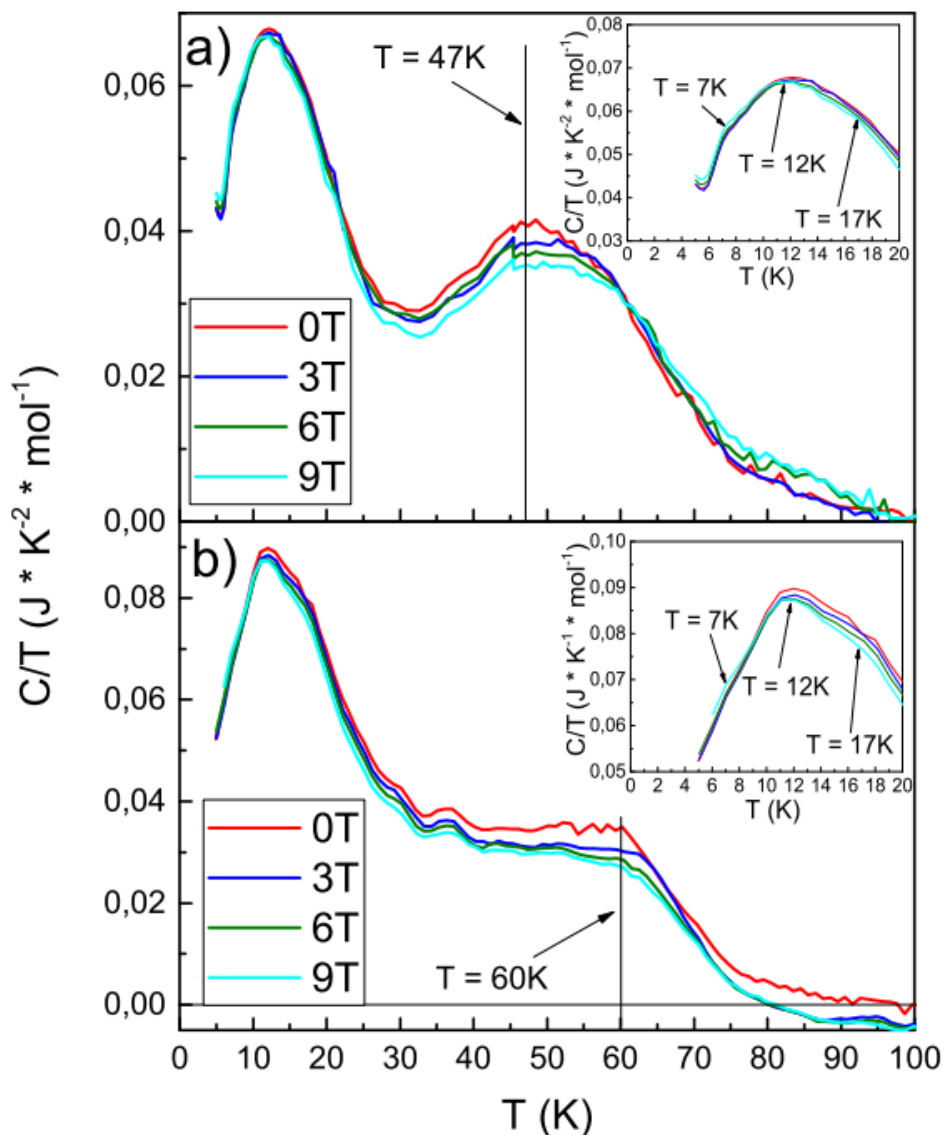 a)
T = 47K
0,06
0,04
0,02
0,00
C/T (J * K⁻² * mol⁻¹)
0T
3T
6T
9T
0,08
0,07
0,06
0,05
0,04
0,03
C/T (J * K⁻² * mol⁻¹)
T = 7K
T = 12K
T = 17K
0 2 4 6 8 10 12 14 16 18 20
T (K)
b)
0,08
0,06
0,04
0,02
0,00
0T
3T
6T
9T
T = 60K
0,10
0,09
0,08
0,07
0,06
0,05
C/T (J * K⁻¹ * mol⁻¹)
T = 7K
T = 12K
T = 17K
0 2 4 6 8 10 12 14 16 18 20
T (K)
0 10 20 30 40 50 60 70 80 90 100
T (K)